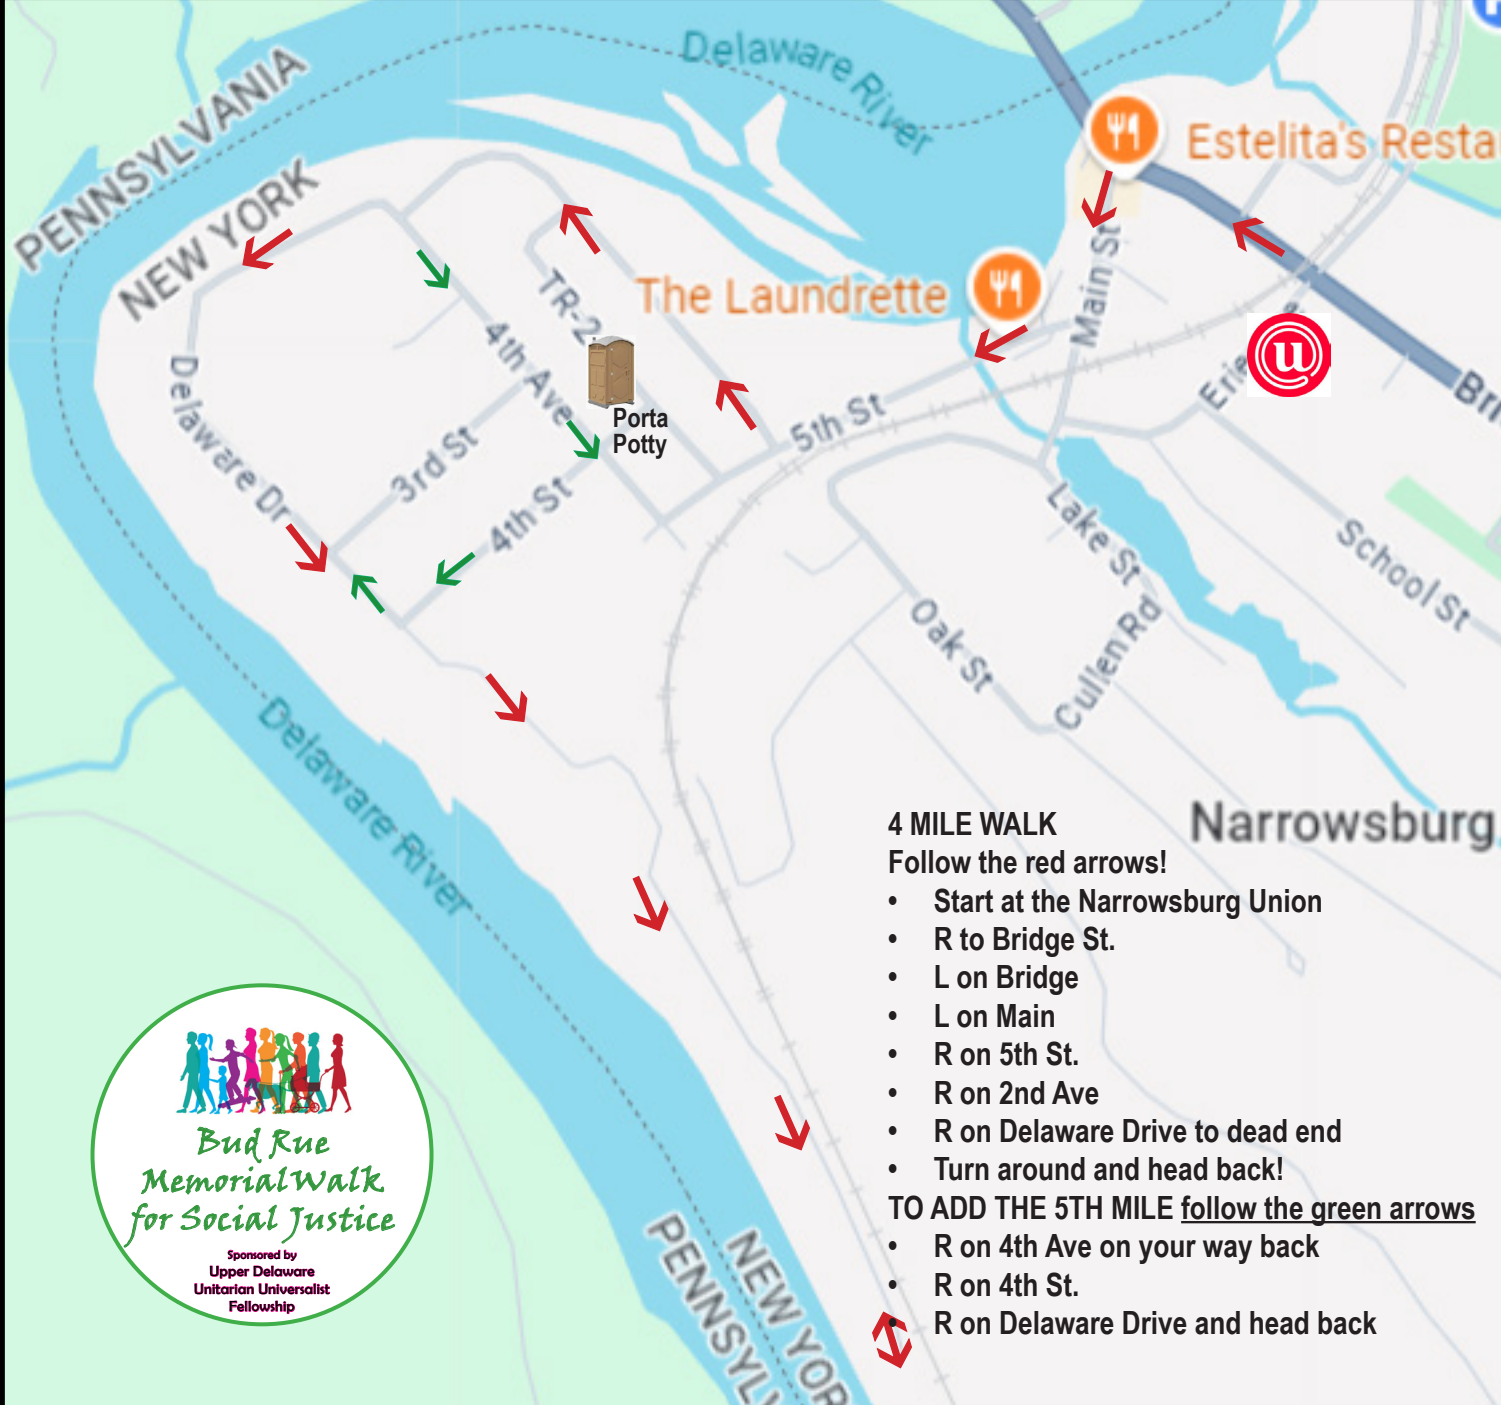 Delaware River
PENNSYLVANIA
NEW YORK
Estelita's Resta
The Laundrette
Main St
TR-2
4th Ave
Porta
Potty
5th St
Erie
u
Bri
Delaware Dr
3rd St
4th St
Lake St
School St
Oak St
Cullen Rd
Delaware River
Narrowsburg
4 MILE WALK
Follow the red arrows!
• Start at the Narrowsburg Union
• R to Bridge St.
• L on Bridge
• L on Main
• R on 5th St.
• R on 2nd Ave
• R on Delaware Drive to dead end
• Turn around and head back!
TO ADD THE 5TH MILE follow the green arrows
• R on 4th Ave on your way back
• R on 4th St.
• R on Delaware Drive and head back
Bud Rue
Memorial Walk
for Social Justice
Sponsored by
Upper Delaware
Unitarian Universalist
Fellowship
NEW YOR
PENNSYLV